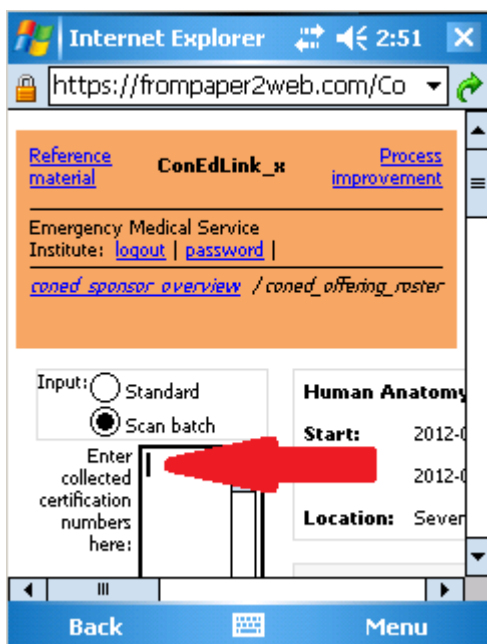 Internet Explorer 2:51
https://frompaper2web.com/Co
Reference material
ConEdLink_x
Process improvement
Emergency Medical Service
Institute: logout | password |
coned sponsor overview / coned_offering_roster
Input:
Standard
Scan batch
Enter
collected
certification
numbers
here:
Human Anatomy
Start: 2012-0
2012-0
Location: Sever
Back Menu